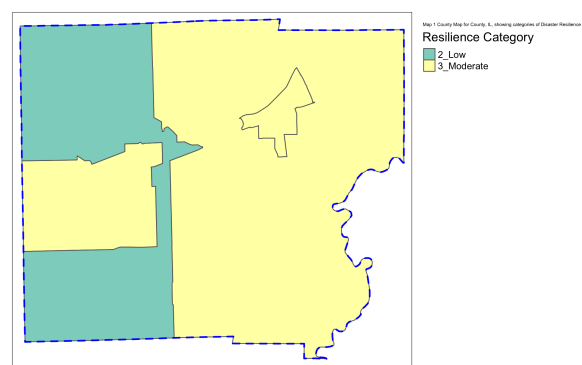 Map 1 County Map for County, IL, showing categories of Disaster Resilience
Resilience Category
2_Low
3_Moderate